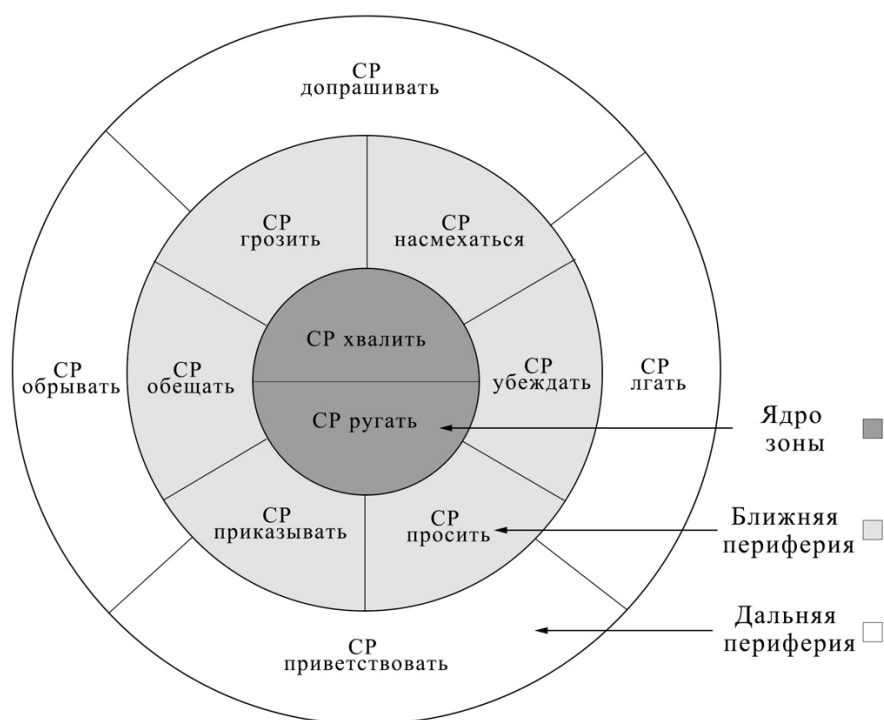 СР
допрашивать
СР
грозить
СР
насмехаться
СР хвалить
СР
обрывать
СР
обещать
СР
убеждать
СР
лгать
СР ругать
Ядро
зоны
СР
приказывать
СР
просить
Ближняя
периферия
СР
приветствовать
Дальняя
периферия